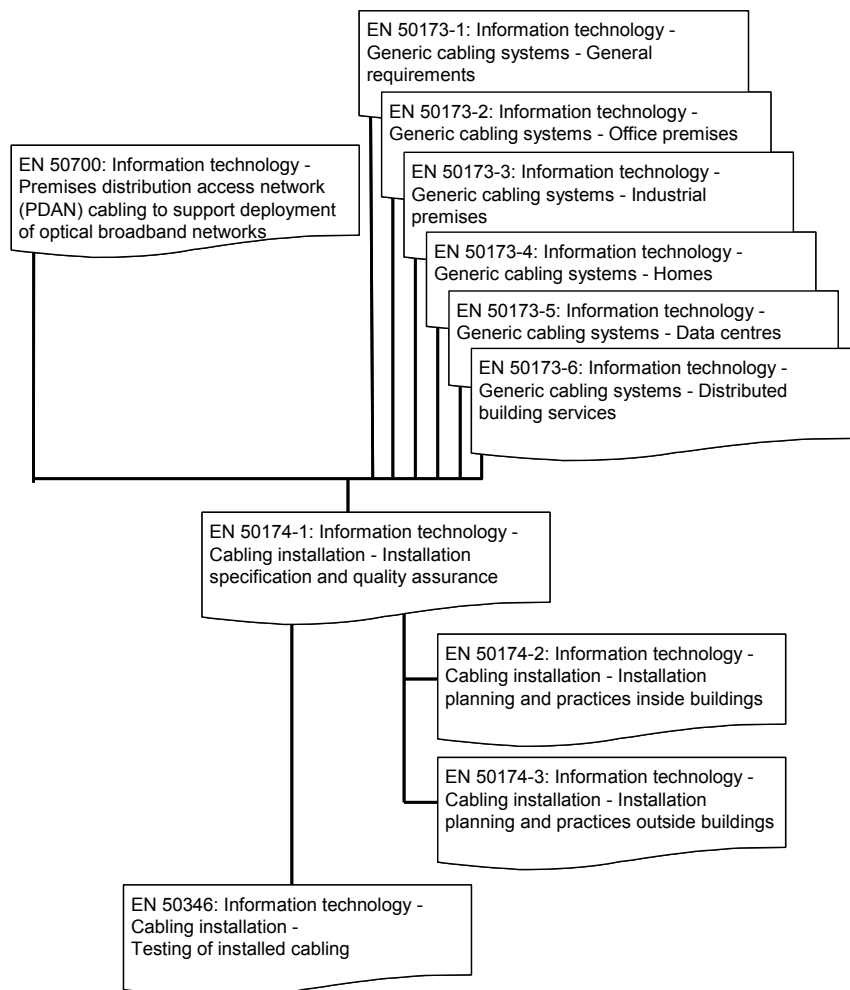 EN 50173-1: Information technology -
Generic cabling systems - General
requirements
EN 50173-2: Information technology -
Generic cabling systems - Office premises
EN 50700: Information technology -
Premises distribution access network
(PDAN) cabling to support deployment
of optical broadband networks
EN 50173-3: Information technology -
Generic cabling systems - Industrial
premises
EN 50173-4: Information technology -
Generic cabling systems - Homes
EN 50173-5: Information technology -
Generic cabling systems - Data centres
EN 50173-6: Information technology -
Generic cabling systems - Distributed
building services
EN 50174-1: Information technology -
Cabling installation - Installation
specification and quality assurance
EN 50174-2: Information technology -
Cabling installation - Installation
planning and practices inside buildings
EN 50174-3: Information technology -
Cabling installation - Installation
planning and practices outside buildings
EN 50346: Information technology -
Cabling installation -
Testing of installed cabling